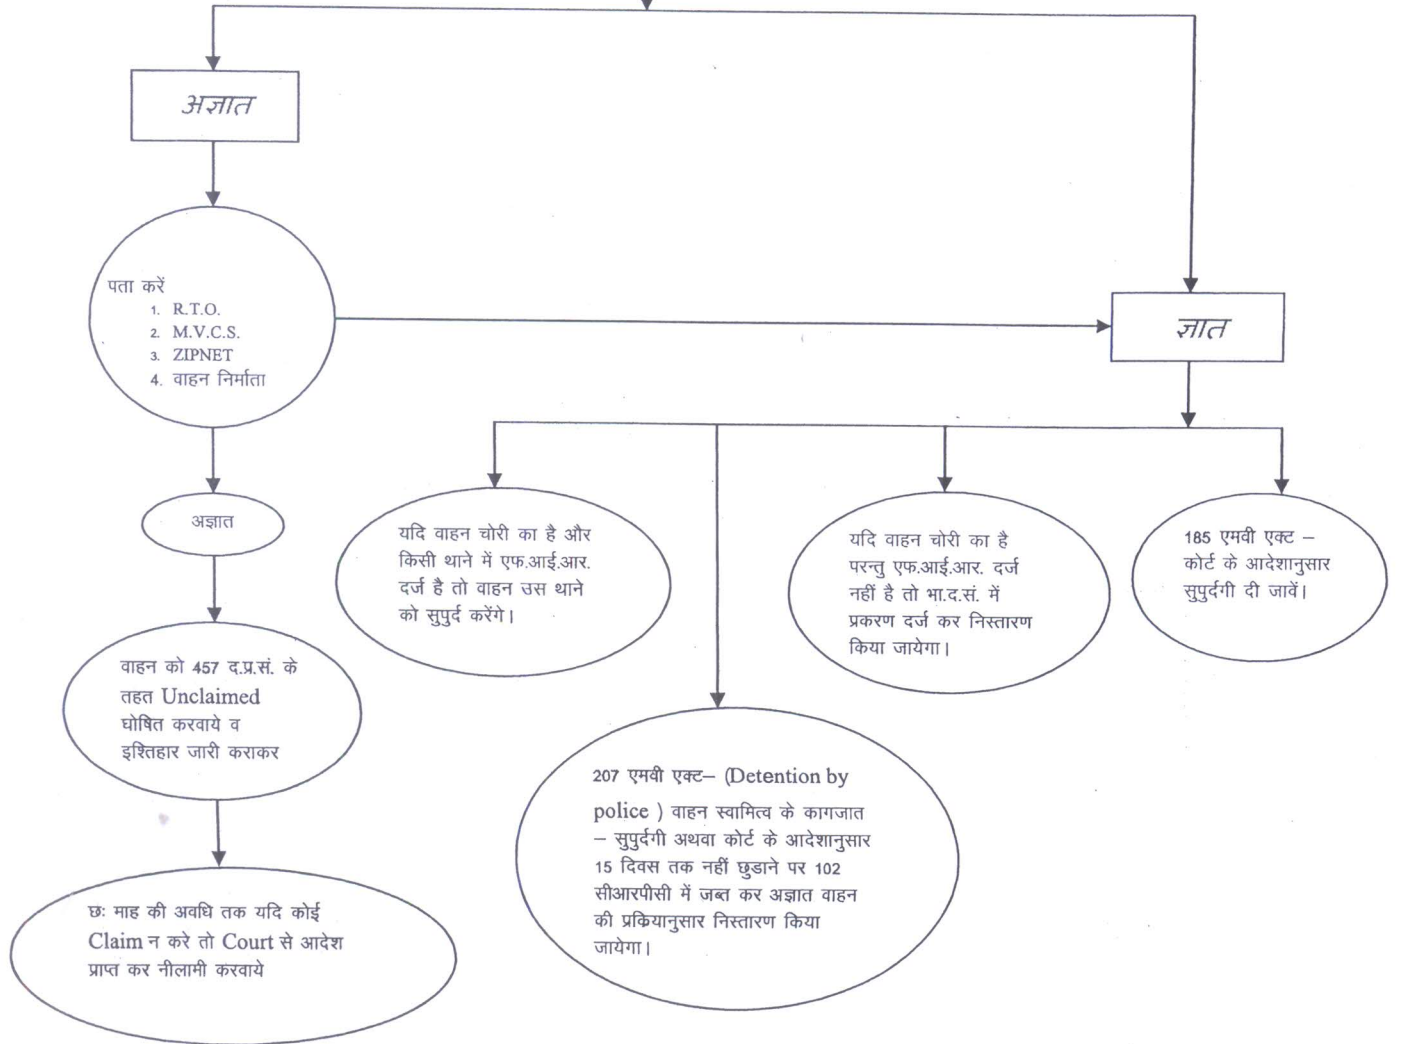 अज्ञात
पता करें
1. R.T.O.
2. M.V.C.S.
3. ZIPNET
4. वाहन निर्माता
ज्ञात
अज्ञात
यदि वाहन चोरी का है और
किसी थाने में एफ.आई.आर.
दर्ज है तो वाहन उस थाने
को सुपुर्द करेंगे।
यदि वाहन चोरी का है
परन्तु एफ.आई.आर. दर्ज
नहीं है तो भा.द.सं. में
प्रकरण दर्ज कर निस्तारण
किया जायेगा।
185 एमवी एक्ट –
कोर्ट के आदेशानुसार
सुपुर्दगी दी जावें।
वाहन को 457 द.प्र.सं. के
तहत Unclaimed
घोषित करवाये व
इश्तिहार जारी कराकर
207 एमवी एक्ट– (Detention by
police ) वाहन स्वामित्व के कागजात
– सुपुर्दगी अथवा कोर्ट के आदेशानुसार
15 दिवस तक नहीं छुडाने पर 102
सीआरपीसी में जब्त कर अज्ञात वाहन
की प्रकियानुसार निस्तारण किया
जायेगा।
छः माह की अवधि तक यदि कोई
Claim न करे तो Court से आदेश
प्राप्त कर नीलामी करवाये